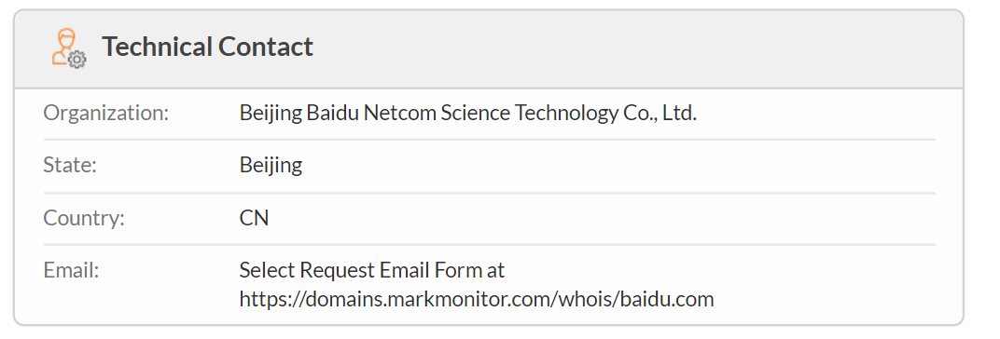 Technical Contact
Organization: Beijing Baidu Netcom Science Technology Co., Ltd.
State: Beijing
Country: CN
Email: Select Request Email Form at
https://domains.markmonitor.com/whois/baidu.com